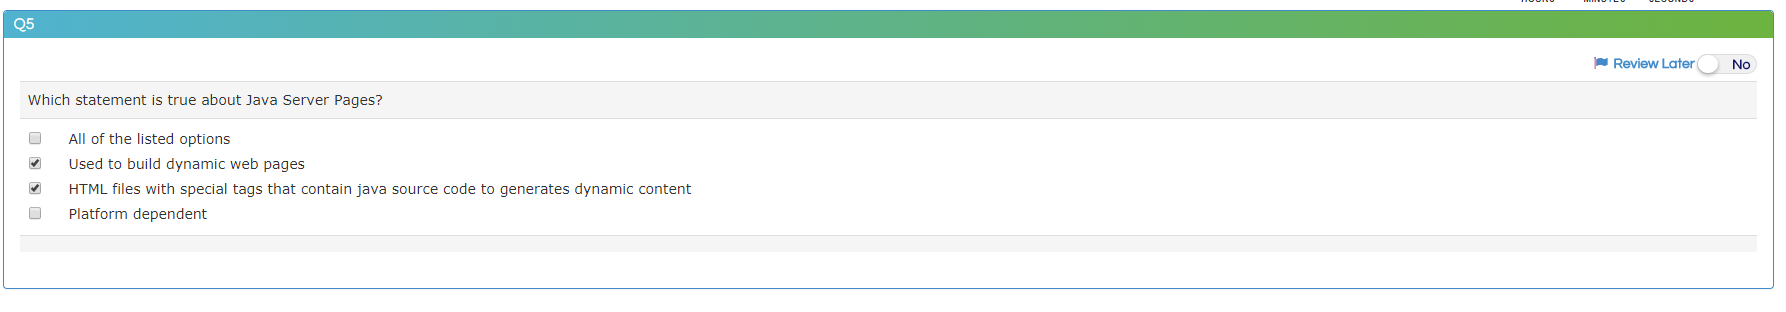 Q5
Review Later No
Which statement is true about Java Server Pages?
All of the listed options
Used to build dynamic web pages
HTML files with special tags that contain java source code to generates dynamic content
Platform dependent